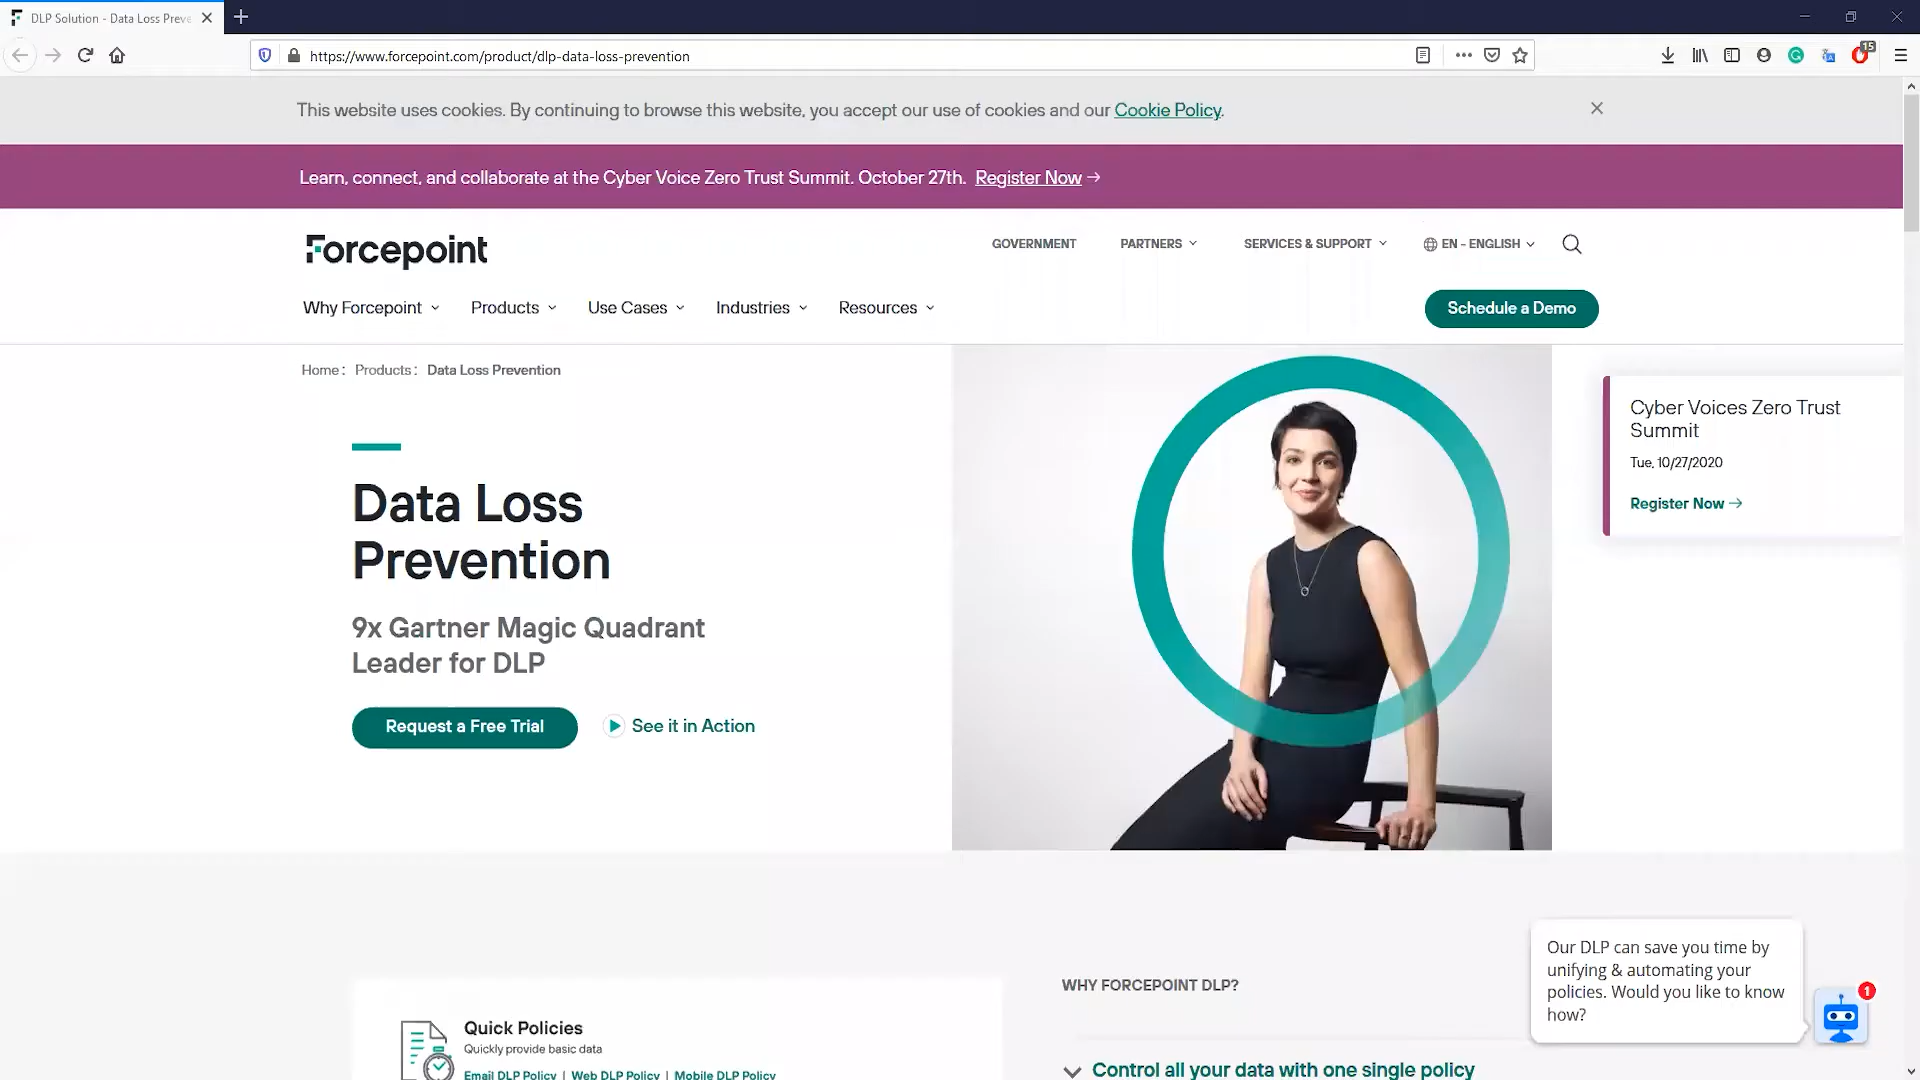 DLP Solution - Data Loss Preve
https://www.forcepoint.com/product/dlp-data-loss-prevention
15
This website uses cookies. By continuing to browse this website, you accept our use of cookies and our Cookie Policy.
Learn, connect, and collaborate at the Cyber Voice Zero Trust Summit. October 27th. Register Now →
Forcepoint
GOVERNMENT PARTNERS SERVICES & SUPPORT EN - ENGLISH
Why Forcepoint Products Use Cases Industries Resources
Schedule a Demo
Home: Products: Data Loss Prevention
Data Loss
Prevention
9x Gartner Magic Quadrant
Leader for DLP
Request a Free Trial
See it in Action
Cyber Voices Zero Trust
Summit
Tue, 10/27/2020
Register Now →
Quick Policies
Quickly provide basic data
Email DLP Policy | Web DLP Policy | Mobile DLP Policy
WHY FORCEPOINT DLP?
Control all your data with one single policy
Our DLP can save you time by
unifying & automating your
policies. Would you like to know
how?
1